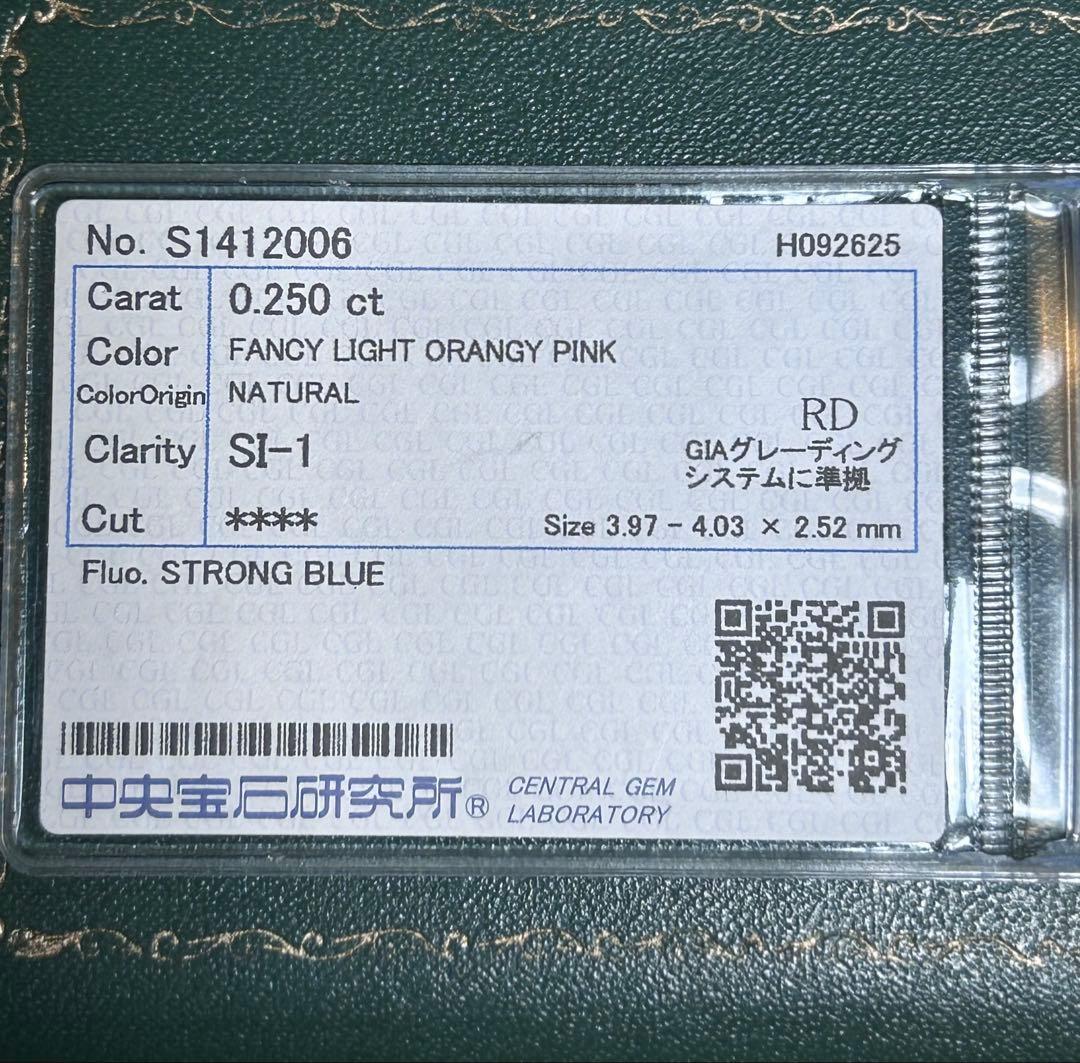 No. S1412006 H092625
Carat 0.250 ct
Color FANCY LIGHT ORANGY PINK
ColorOrigin NATURAL
RD
Clarity SI-1 GIAグレーディング
システムに準拠
Cut **** Size 3.97 - 4.03 × 2.52 mm
Fluo. STRONG BLUE
中央宝石研究所® CENTRAL GEM
LABORATORY